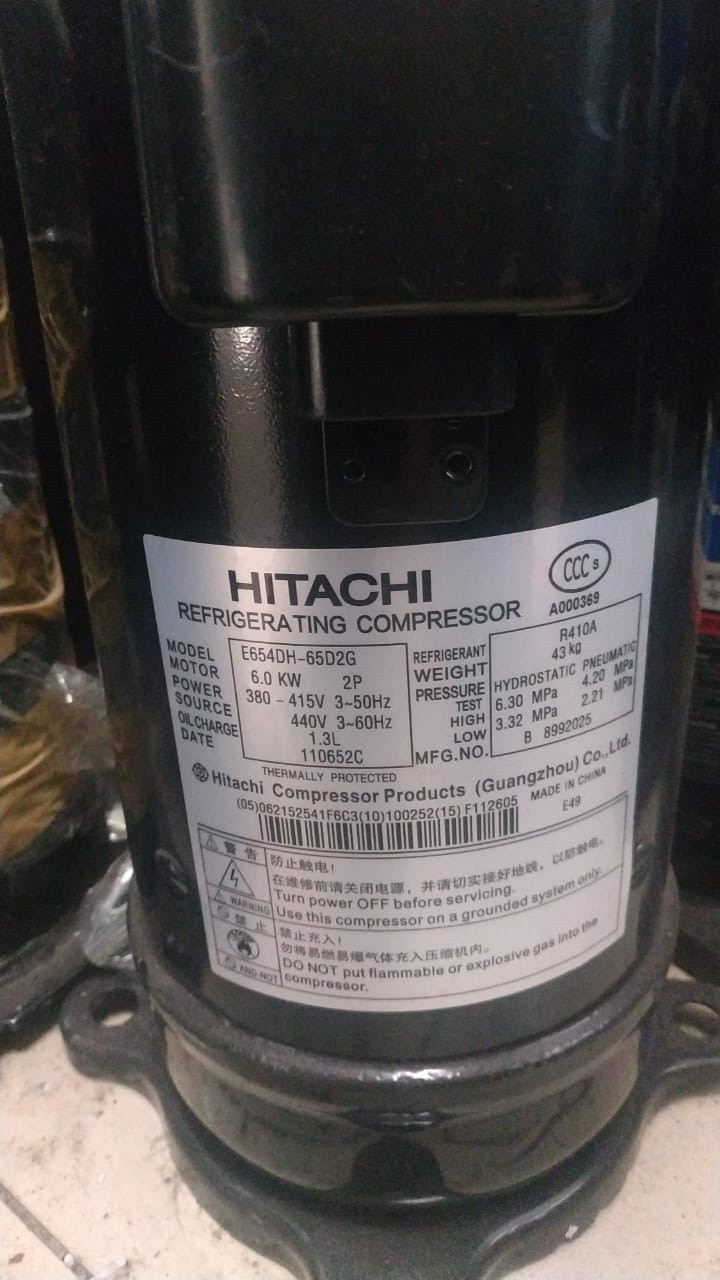 HITACHI
REFRIGERATING COMPRESSOR
CCC S
A000369
MODEL E654DH-65D2G
MOTOR 6.0 KW 2P
POWER SOURCE 380 - 415V 3~50Hz
440V 3~60Hz
OILCHARGE 1.3L
DATE 110652C
REFRIGERANT R410A
WEIGHT 43 kg
PRESSURE TEST HYDROSTATIC PNEUMATIC
HIGH 6.30 MPa 4.20 MPa
LOW 3.32 MPa 2.21 MPa
MFG.NO. B 8992025
THERMALLY PROTECTED
Hitachi Compressor Products (Guangzhou) Co.,Ltd.
(05)062152541F6C3(10)100252(15) F112605
MADE IN CHINA
E49
警告
防止触电!
在维修前请关闭电源，并请切实接好地线，以防触电。
WARNING
Turn power OFF before servicing.
Use this compressor on a grounded system only.
禁止
禁止充入!
勿将易燃易爆气体充入压缩机内。
AND-NOT
DO NOT put flammable or explosive gas into the
compressor.